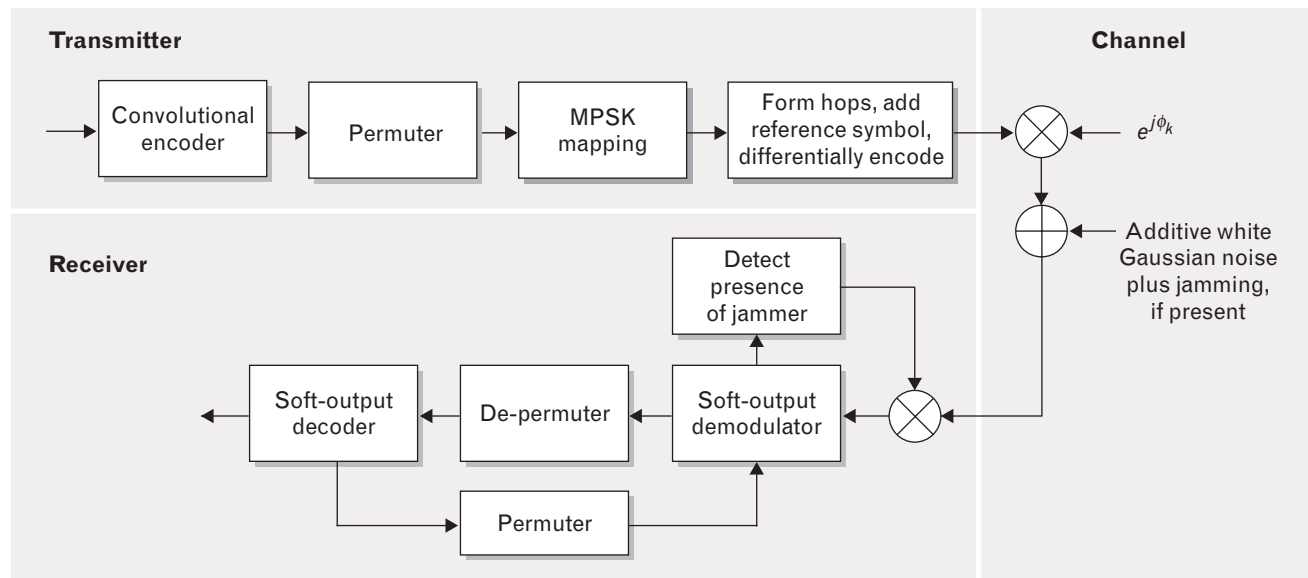 Transmitter
Channel
Convolutional
encoder
Permuter
MPSK
mapping
Form hops, add
reference symbol,
differentially encode
e^{jϕ_k}
Additive white
Gaussian noise
plus jamming,
if present
Receiver
Detect
presence
of jammer
Soft-output
decoder
De-permuter
Soft-output
demodulator
Permuter